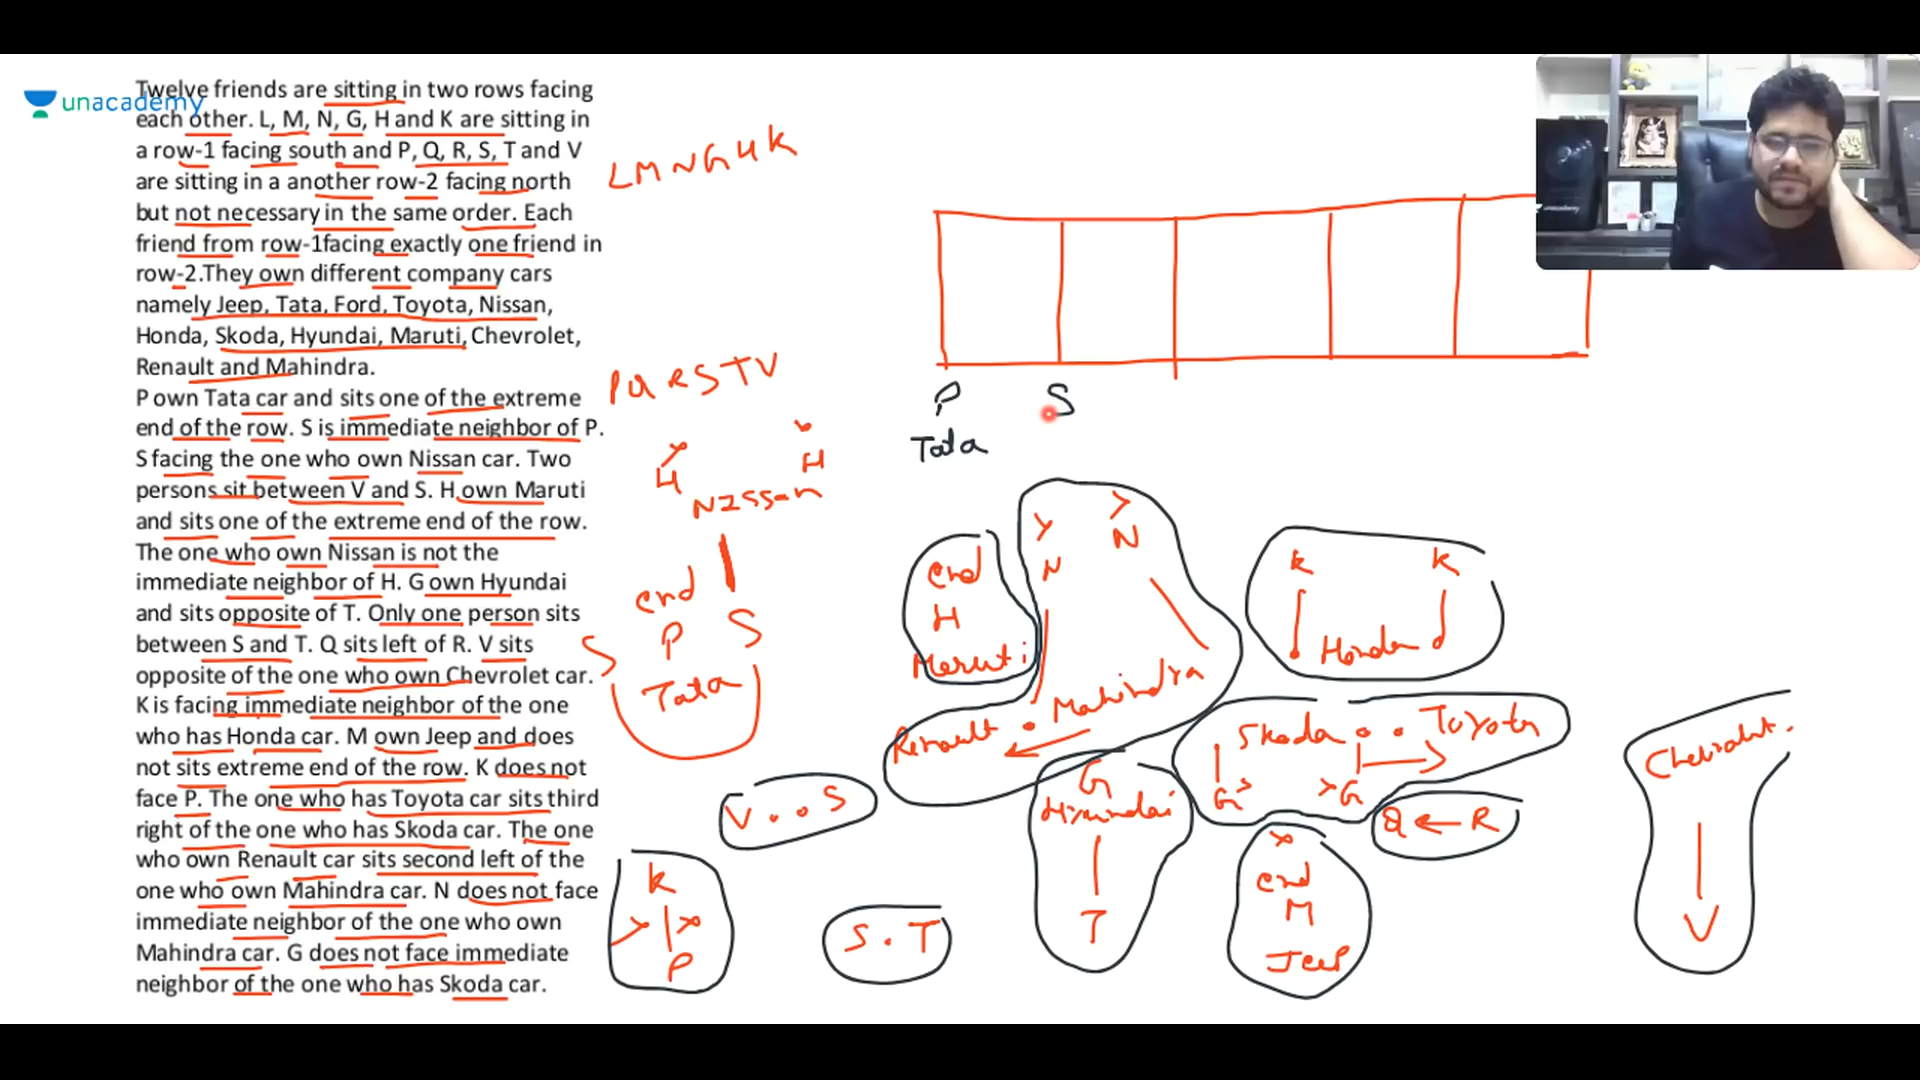 Twelve friends are sitting in two rows facing
unacademy
each other. L, M, N, G, H and K are sitting in
a row-1 facing south and P, Q, R, S, T and V
are sitting in a another row-2 facing north
but not necessary in the same order. Each
friend from row-1facing exactly one friend in
row-2.They own different company cars
namely Jeep, Tata, Ford, Toyota, Nissan,
Honda, Skoda, Hyundai, Maruti, Chevrolet,
Renault and Mahindra.
P own Tata car and sits one of the extreme
end of the row. S is immediate neighbor of P.
S facing the one who own Nissan car. Two
persons sit between V and S. H own Maruti
and sits one of the extreme end of the row.
The one who own Nissan is not the
immediate neighbor of H. G own Hyundai
and sits opposite of T. Only one person sits
between S and T. Q sits left of R. V sits
opposite of the one who own Chevrolet car.
K is facing immediate neighbor of the one
who has Honda car. M own Jeep and does
not sits extreme end of the row. K does not
face P. The one who has Toyota car sits third
right of the one who has Skoda car. The one
who own Renault car sits second left of the
one who own Mahindra car. N does not face
immediate neighbor of the one who own
Mahindra car. G does not face immediate
neighbor of the one who has Skoda car.
LMNGHK
PQRSTV
H H
Nissan
end
S P S
Tata
P S
Tata
end
H
Maruti
N N
Renault . Mahindra
K K
Honda
Skoda . . Toyota
G G
V . . S
G
Hyundai
T
Q ← R
K
P
S . T
end
M
Jeep
V
unacademy